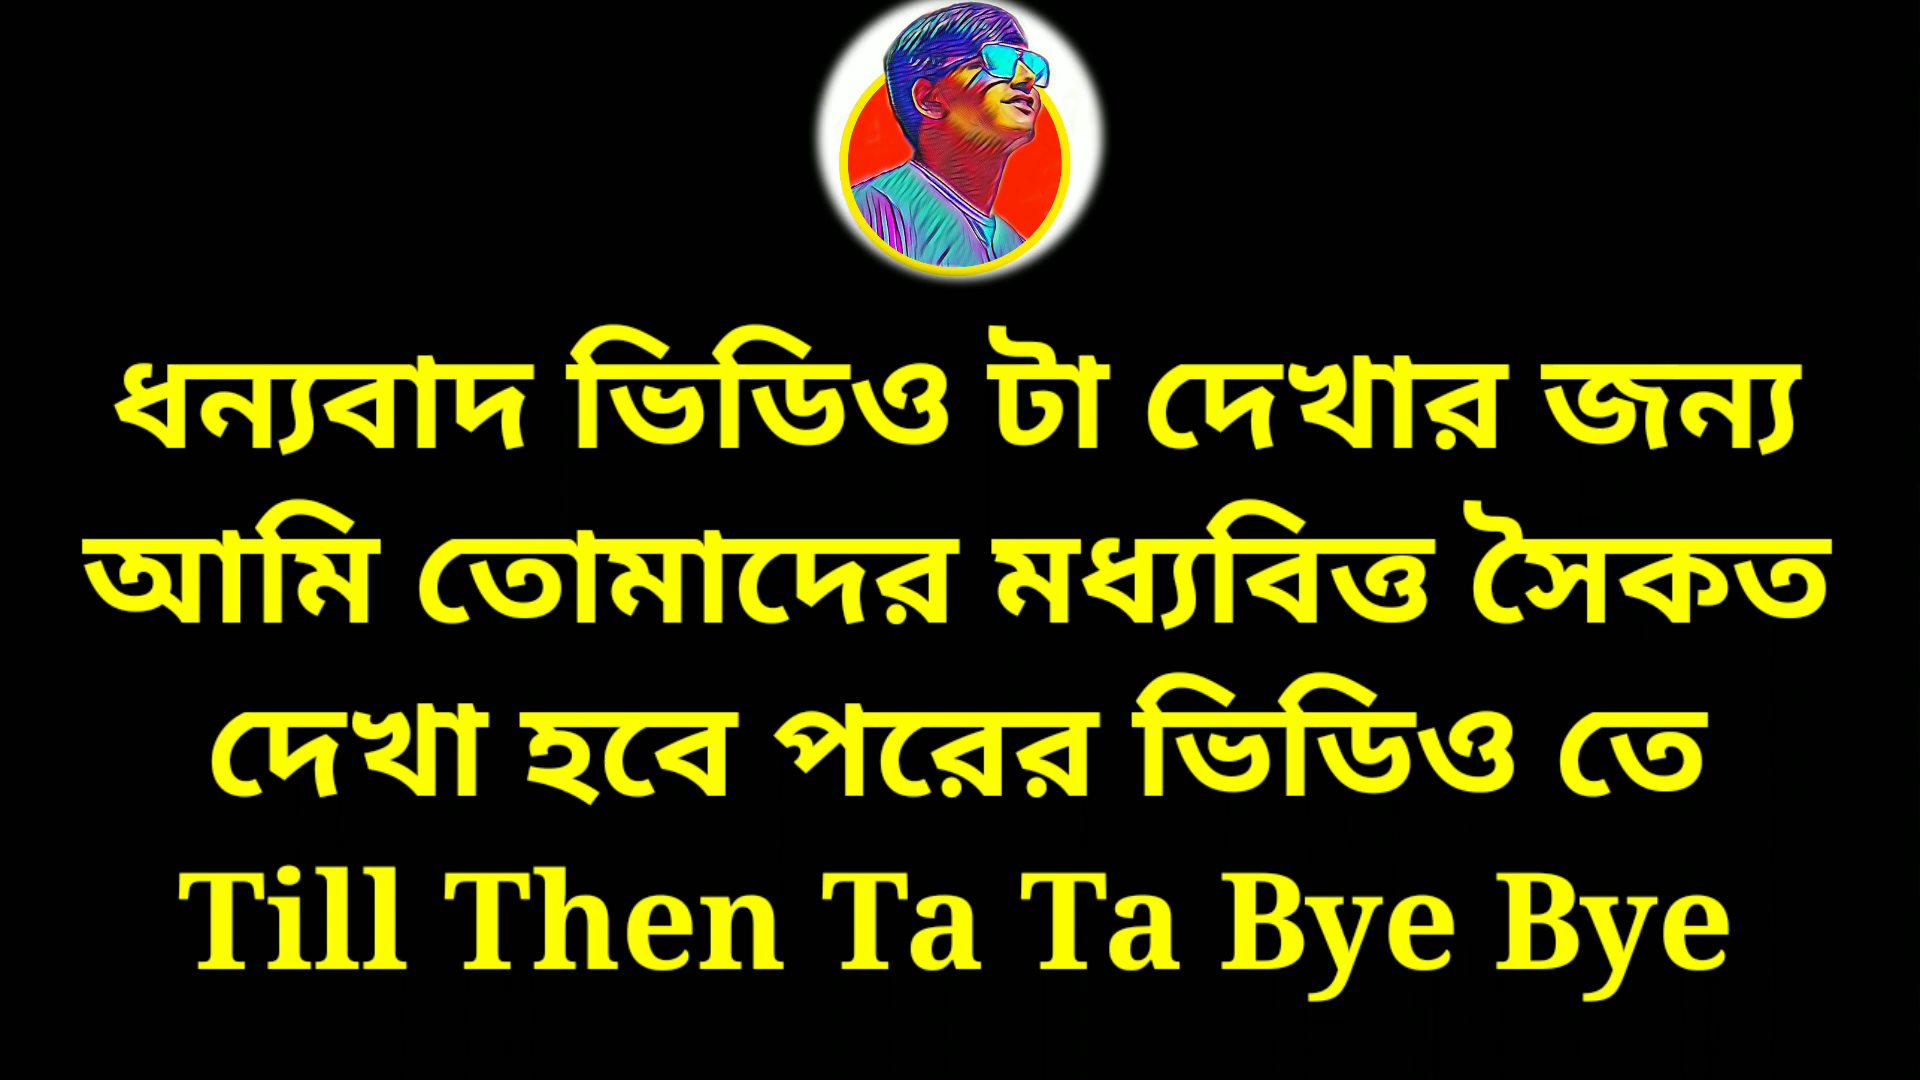 ধন্যবাদ ভিডিও টা দেখার জন্য
আমি তোমাদের মধ্যবিত্ত সৈকত
দেখা হবে পরের ভিডিও তে
Till Then Ta Ta Bye Bye